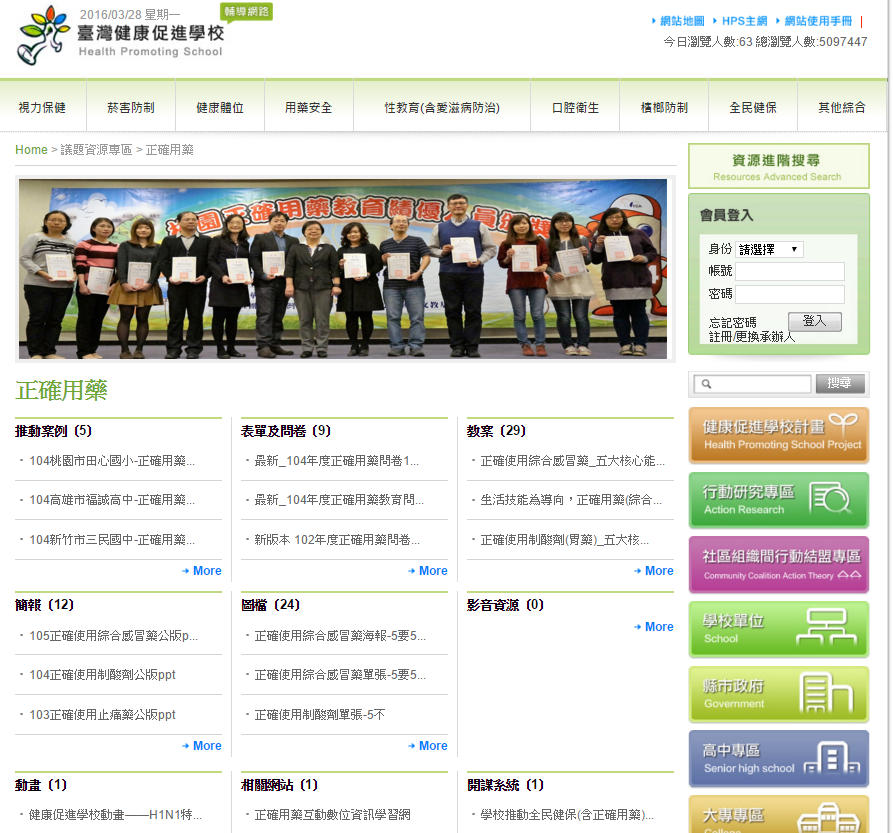 2016/03/28 星期一
輔導網路
臺灣健康促進學校
Health Promoting School
網站地圖 HPS主網 網站使用手冊 |
今日瀏覽人數:63 總瀏覽人數:5097447
視力保健 菸害防制 健康體位 用藥安全 性教育(含愛滋病防治) 口腔衛生 檳榔防制 全民健保 其他綜合
Home > 議題資源專區 > 正確用藥
桃園正確用藥教育績優人員頒獎
正確用藥
推動案例 (5)
・104桃園市田心國小-正確用藥...
・104高雄市福誠高中-正確用藥...
・104新竹市三民國中-正確用藥...
More
表單及問卷 (9)
・最新_104年度正確用藥問卷1...
・最新_104年度正確用藥教育問...
・新版本 102年度正確用藥問卷...
More
教案 (29)
・正確使用綜合感冒藥_五大核心能...
・生活技能為導向，正確用藥(綜合...
・正確使用制酸劑(胃藥)_五大核...
More
簡報 (12)
・105正確使用綜合感冒藥公版p...
・104正確使用制酸劑公版ppt
・103正確使用止痛藥公版ppt
More
圖檔 (24)
・正確使用綜合感冒藥海報-5要5...
・正確使用綜合感冒藥單張-5要5...
・正確使用制酸劑單張-5不
More
影音資源 (0)
More
動畫 (1)
・健康促進學校動畫——H1N1特...
相關網站 (1)
・正確用藥互動數位資訊學習網
開謀系統 (1)
・學校推動全民健保(含正確用藥)...
資源進階搜尋
Resources Advanced Search
會員登入
身份 請選擇
帳號
密碼
忘記密碼 登入
註冊/更換承辦人
搜尋
健康促進學校計畫
Health Promoting School Project
行動研究專區
Action Research
社區組織間行動結盟專區
Community Coalition Action Theory
學校單位
School
縣市政府
Government
高中專區
Senior high school
大專專區
College